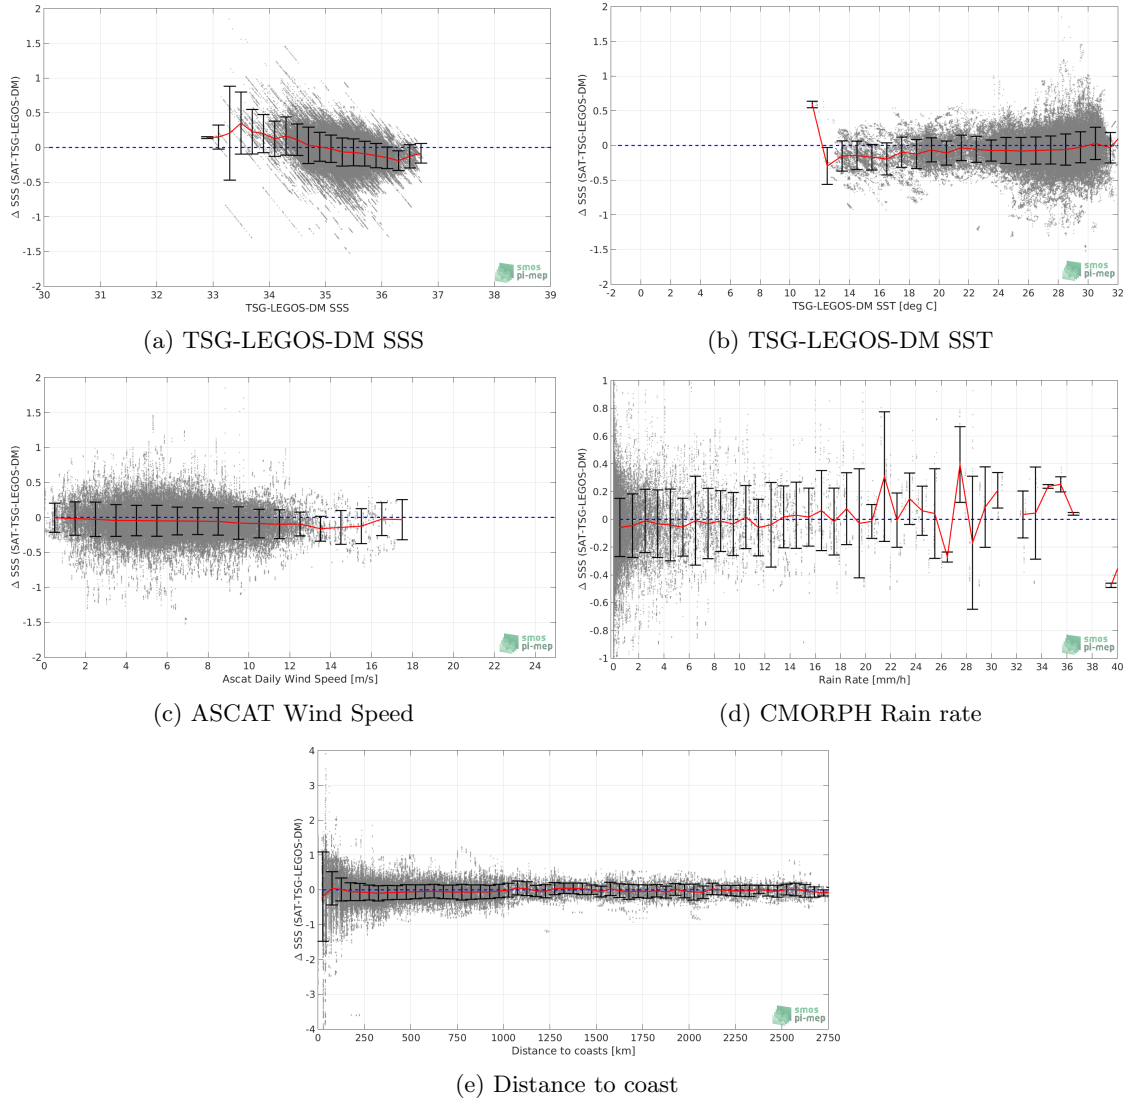 2
1.5
1
0.5
0
-0.5
-1
-1.5
-2
Δ SSS (SAT-TSG-LEGOS-DM)
30 31 32 33 34 35 36 37 38 39
TSG-LEGOS-DM SSS
smos
pi-mep
(a) TSG-LEGOS-DM SSS
2
1.5
1
0.5
0
-0.5
-1
-1.5
-2
Δ SSS (SAT-TSG-LEGOS-DM)
-2 0 2 4 6 8 10 12 14 16 18 20 22 24 26 28 30 32
TSG-LEGOS-DM SST [deg C]
smos
pi-mep
(b) TSG-LEGOS-DM SST
2
1.5
1
0.5
0
-0.5
-1
-1.5
-2
Δ SSS (SAT-TSG-LEGOS-DM)
0 2 4 6 8 10 12 14 16 18 20 22 24
Ascat Daily Wind Speed [m/s]
smos
pi-mep
(c) ASCAT Wind Speed
1
0.8
0.6
0.4
0.2
0
-0.2
-0.4
-0.6
-0.8
-1
Δ SSS (SAT-TSG-LEGOS-DM)
0 2 4 6 8 10 12 14 16 18 20 22 24 26 28 30 32 34 36 38 40
Rain Rate [mm/h]
smos
pi-mep
(d) CMORPH Rain rate
4
3
2
1
0
-1
-2
-3
-4
Δ SSS (SAT-TSG-LEGOS-DM)
0 250 500 750 1000 1250 1500 1750 2000 2250 2500 2750
Distance to coasts [km]
smos
pi-mep
(e) Distance to coast